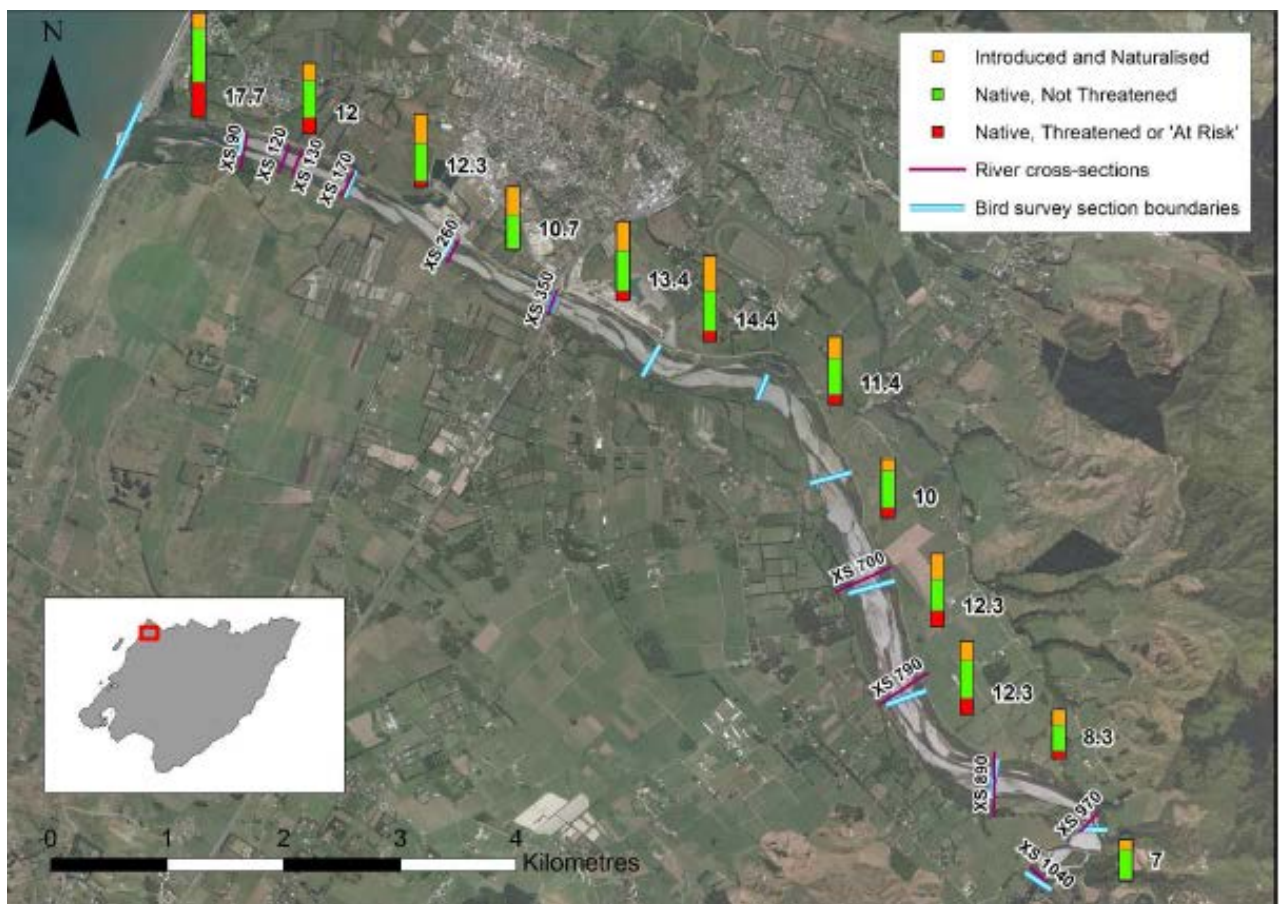 N
Introduced and Naturalised
Native, Not Threatened
Native, Threatened or 'At Risk'
River cross-sections
Bird survey section boundaries
17.7
12
12.3
10.7
13.4
14.4
11.4
10
12.3
12.3
8.3
7
XS 90
XS 120
XS 130
XS 170
XS 260
XS 350
XS 700
XS 790
XS 890
XS 970
XS 1040
0 1 2 3 4
Kilometres